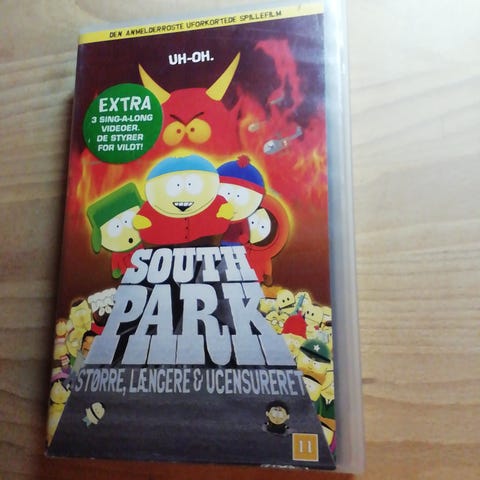 DEN ANMELDERROSTE UFORKORTEDE SPILLEFILM
UH-OH.
EXTRA
3 SING-A-LONG
VIDEOER.
DE STYRER
FOR VILDT!
SOUTH
PARK
STØRRE, LÆNGERE & UCENSURERET
11